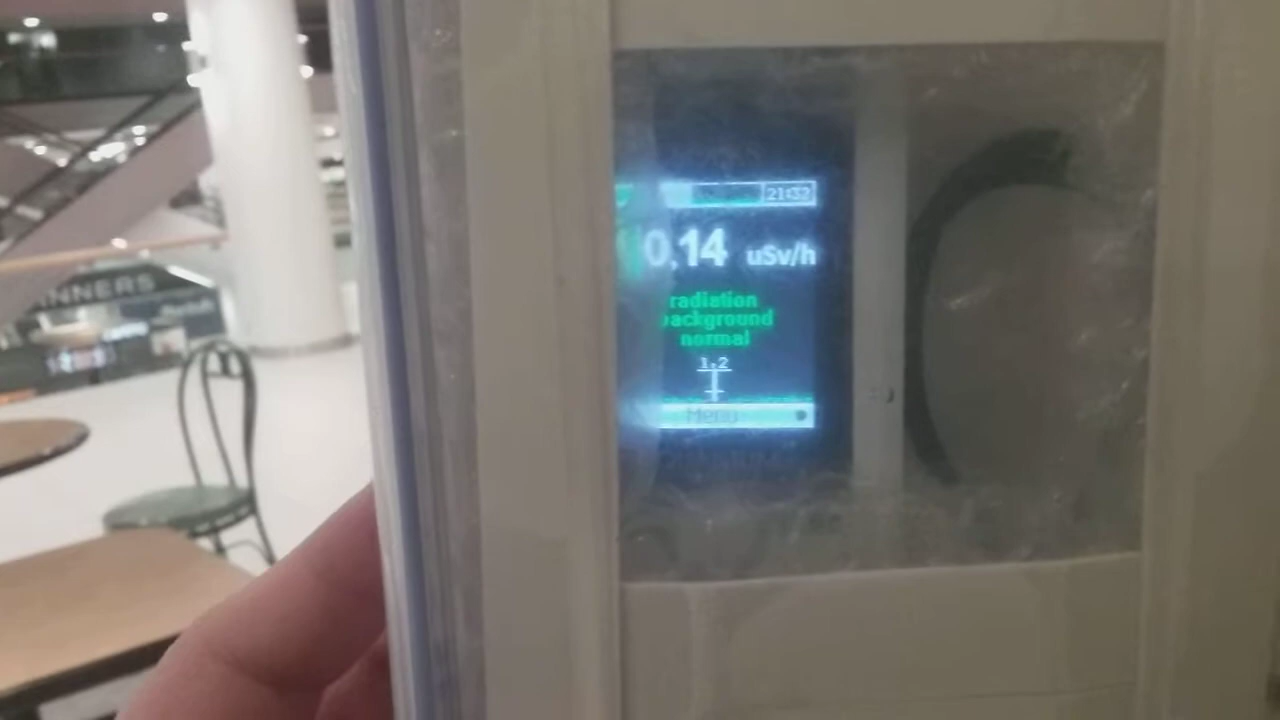 21:32
0.14 uSv/h
radiation
background
normal
1.2
Menu